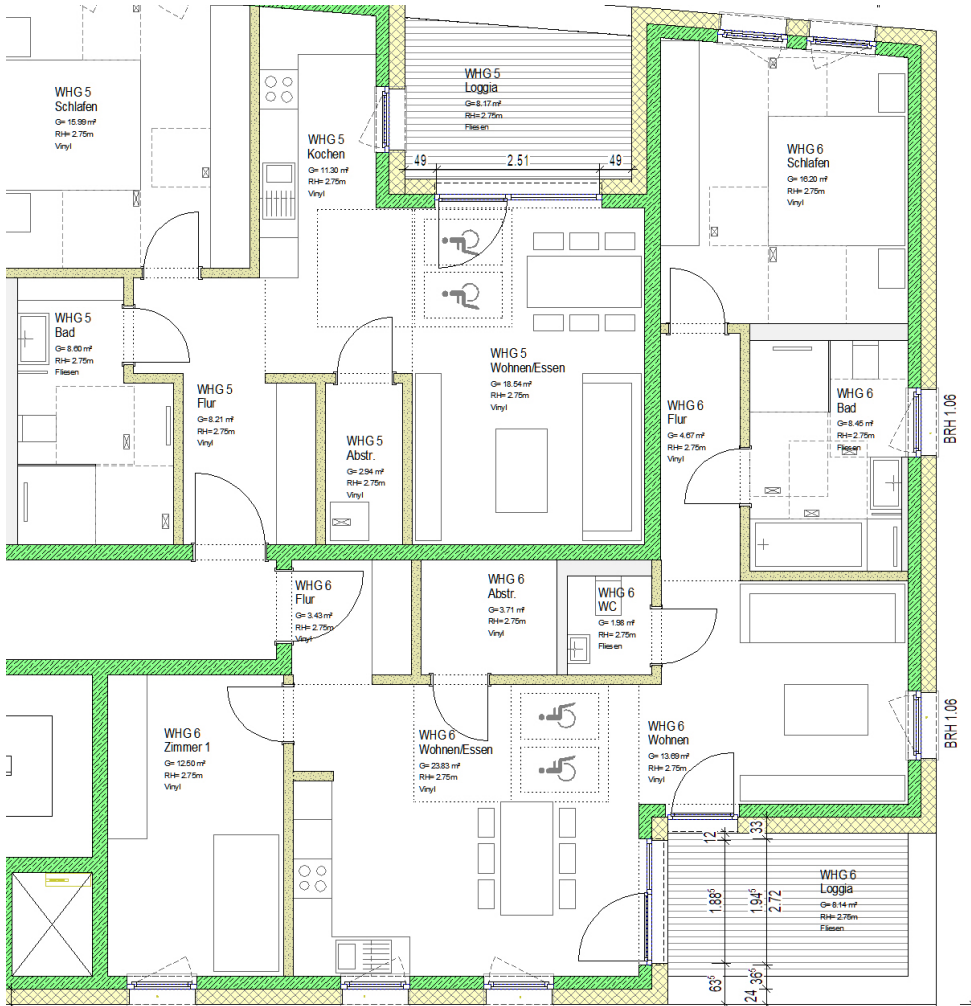 WHG 5
Schlafen
G= 15.99 m²
RH= 2.75m
Vinyl
WHG 5
Kochen
G= 11.30 m²
RH= 2.75m
Vinyl
WHG 5
Loggia
G= 8.17 m²
RH= 2.75m
Fliesen
49
2.51
49
WHG 6
Schlafen
G= 16.20 m²
RH= 2.75m
Vinyl
WHG 5
Bad
G= 8.60 m²
RH= 2.75m
Fliesen
WHG 5
Flur
G= 8.21 m²
RH= 2.75m
Vinyl
WHG 5
Abstr.
G= 2.94 m²
RH= 2.75m
Vinyl
WHG 5
Wohnen/Essen
G= 18.54 m²
RH= 2.75m
Vinyl
WHG 6
Flur
G= 4.67 m²
RH= 2.75m
Vinyl
WHG 6
Bad
G= 8.45 m²
RH= 2.75m
Fliesen
BRH 1.06
WHG 6
Flur
G= 3.43 m²
RH= 2.75m
Vinyl
WHG 6
Abstr.
G= 3.71 m²
RH= 2.75m
Vinyl
WHG 6
WC
G= 1.98 m²
RH= 2.75m
Fliesen
WHG 6
Zimmer 1
G= 12.50 m²
RH= 2.75m
Vinyl
WHG 6
Wohnen/Essen
G= 23.83 m²
RH= 2.75m
Vinyl
WHG 6
Wohnen
G= 13.69 m²
RH= 2.75m
Vinyl
BRH 1.06
12
33
1.88⁵
1.94⁵
2.72
63⁵
36⁵
24
WHG 6
Loggia
G= 8.14 m²
RH= 2.75m
Fliesen